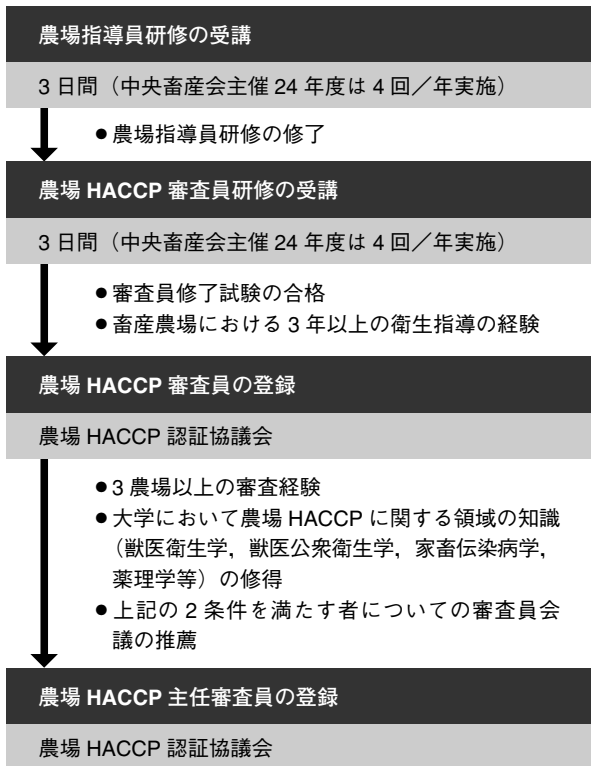 農場指導員研修の受講
3 日間（中央畜産会主催 24 年度は 4 回／年実施）
●農場指導員研修の修了
農場 HACCP 審査員研修の受講
3 日間（中央畜産会主催 24 年度は 4 回／年実施）
●審査員修了試験の合格
●畜産農場における 3 年以上の衛生指導の経験
農場 HACCP 審査員の登録
農場 HACCP 認証協議会
●3 農場以上の審査経験
●大学において農場 HACCP に関する領域の知識
（獣医衛生学，獣医公衆衛生学，家畜伝染病学，
薬理学等）の修得
●上記の 2 条件を満たす者についての審査員会
議の推薦
農場 HACCP 主任審査員の登録
農場 HACCP 認証協議会